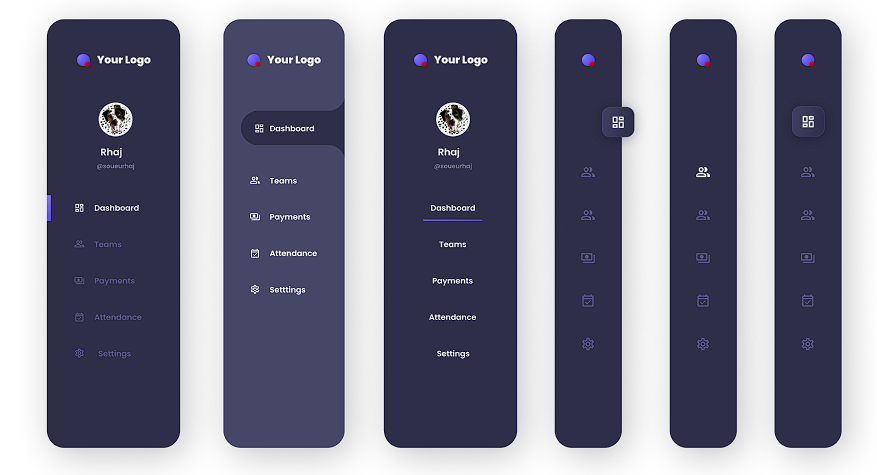 Your Logo
Rhaj
@soueurhaj
Dashboard
Teams
Payments
Attendance
Settings
Your Logo
Dashboard
Teams
Payments
Attendance
Setttings
Your Logo
Rhaj
@soueurhaj
Dashboard
Teams
Payments
Attendance
Settings